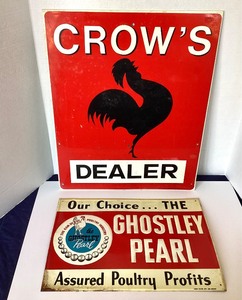 CROW'S
DEALER
Our Choice... THE
GHOSTLEY
PEARL
Pearl
Assured Poultry Profits